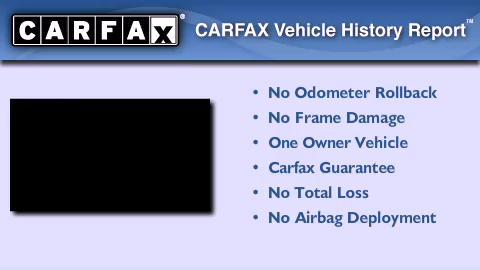 CARFAX® CARFAX Vehicle History Report™
• No Odometer Rollback
• No Frame Damage
• One Owner Vehicle
• Carfax Guarantee
• No Total Loss
• No Airbag Deployment